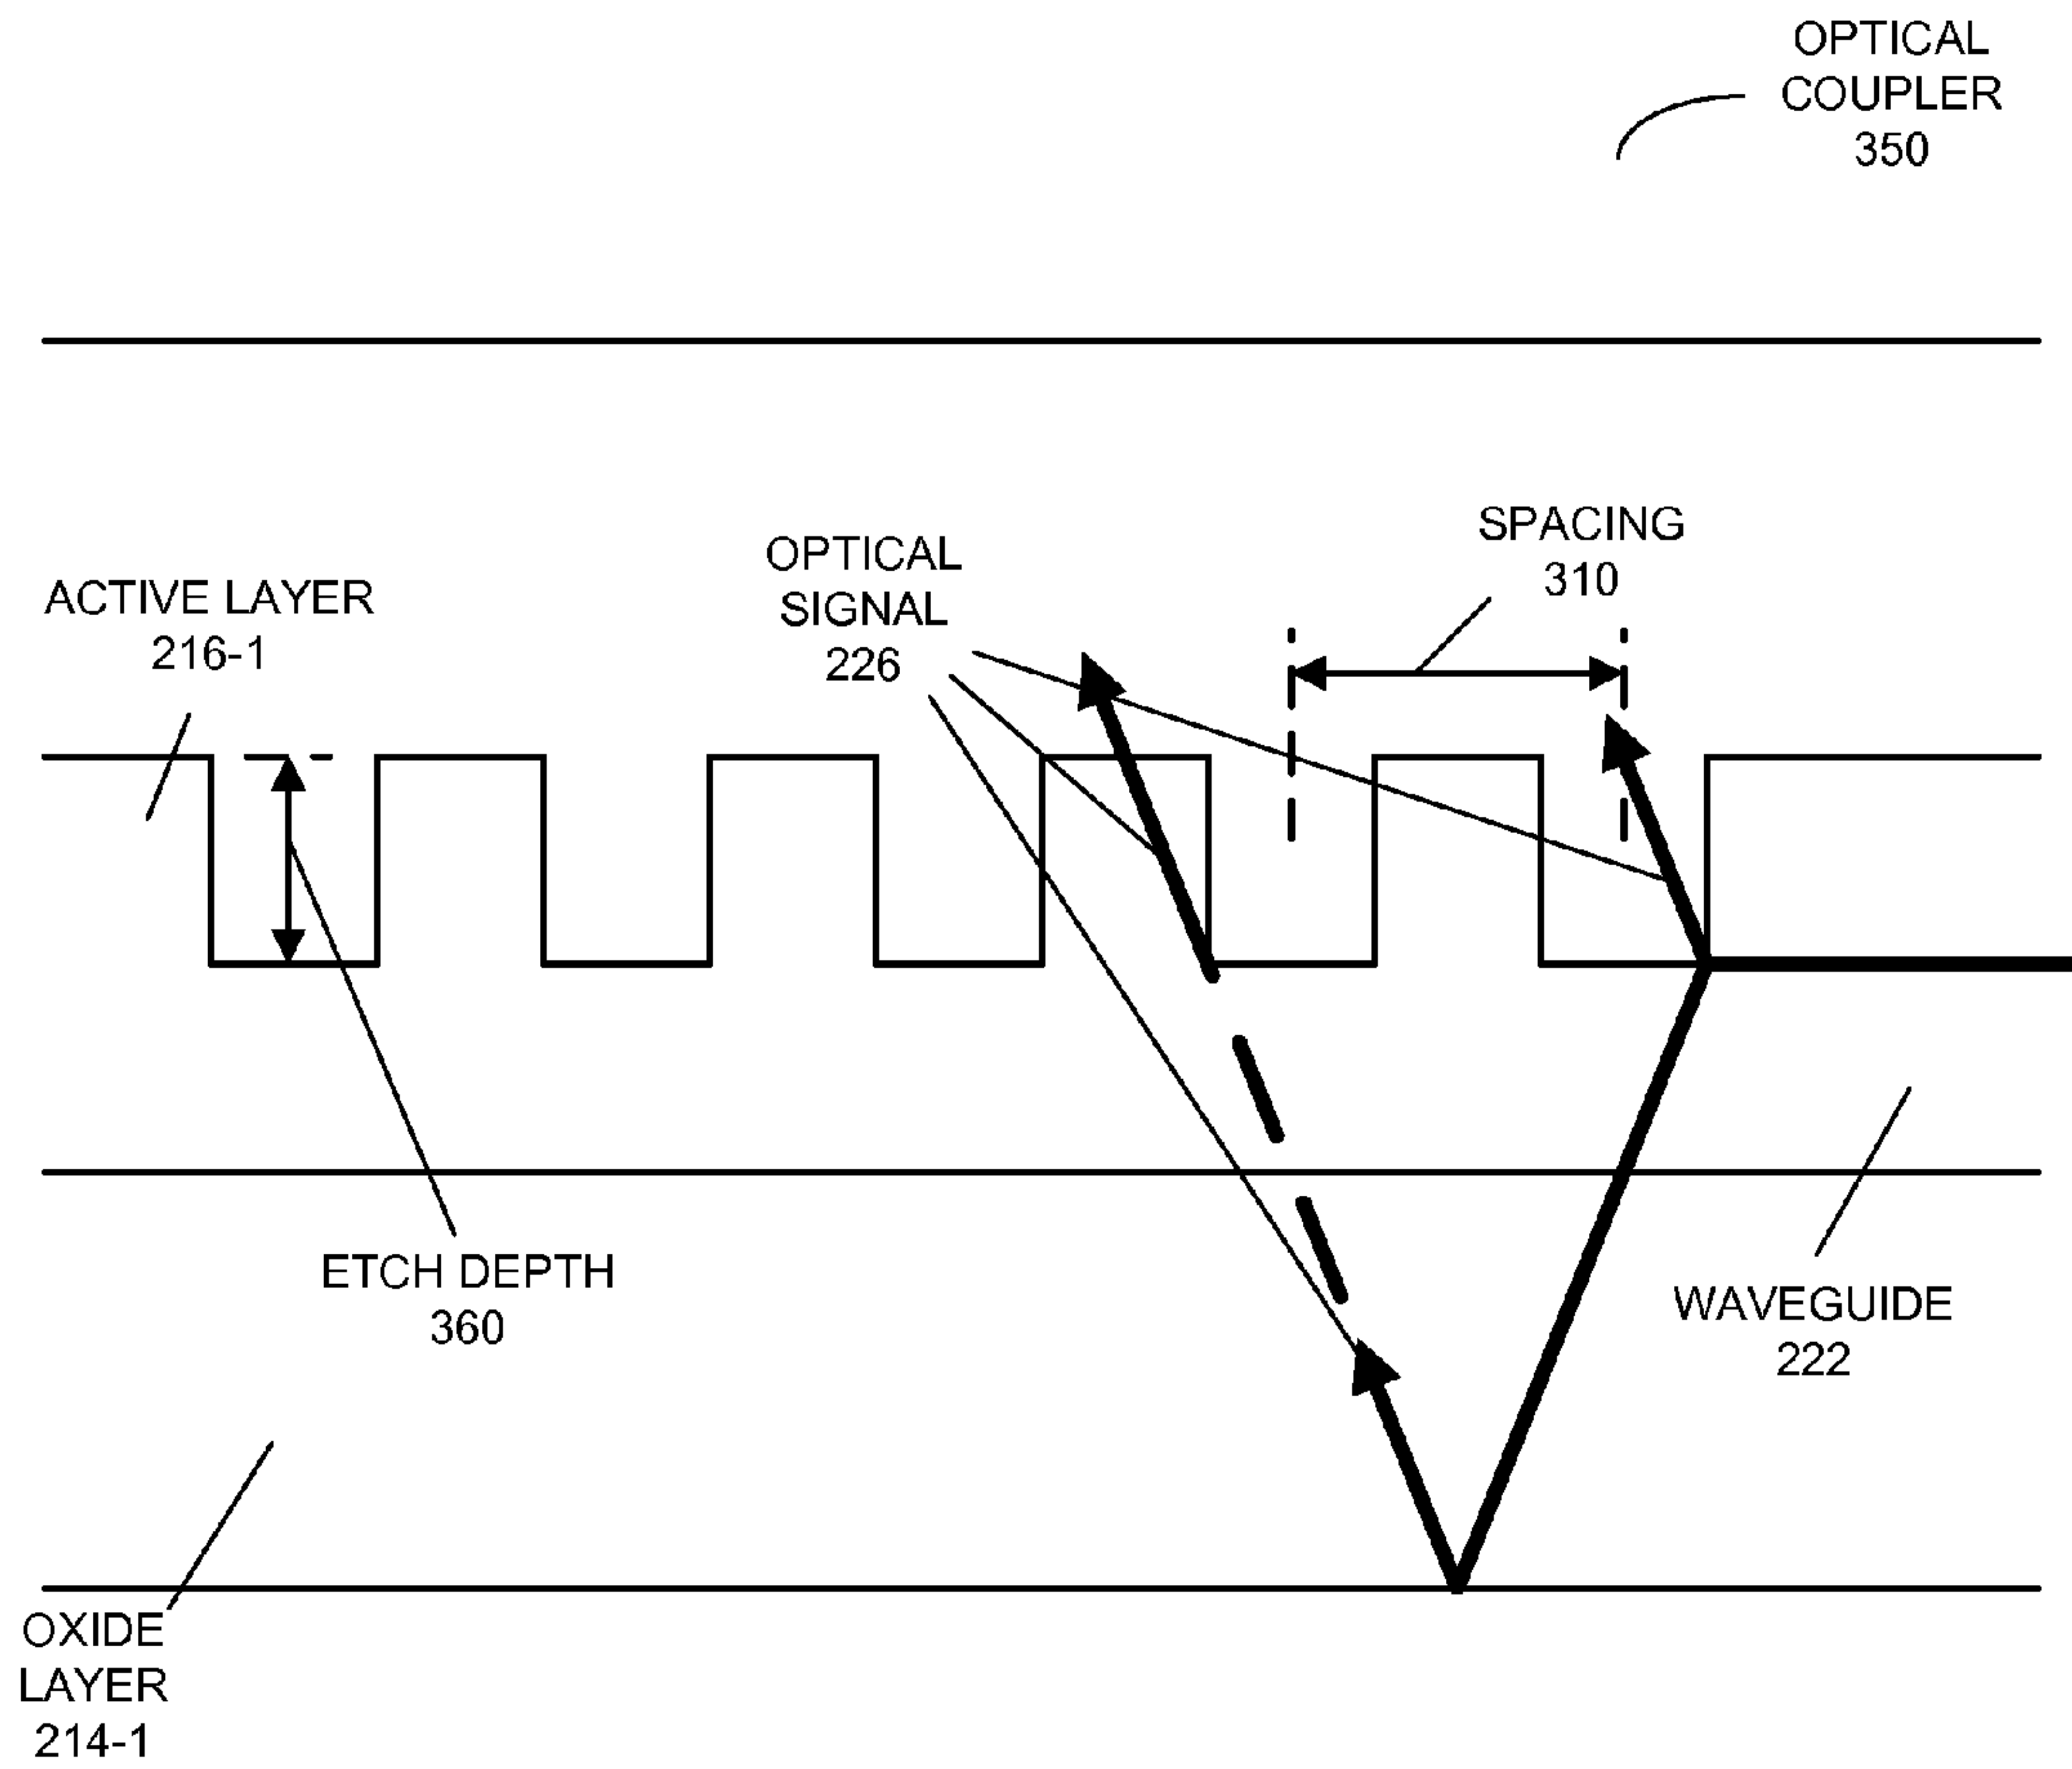 OPTICAL
COUPLER
350
SPACING
310
OPTICAL
SIGNAL
226
ACTIVE LAYER
216-1
ETCH DEPTH
360
WAVEGUIDE
222
OXIDE
LAYER
214-1